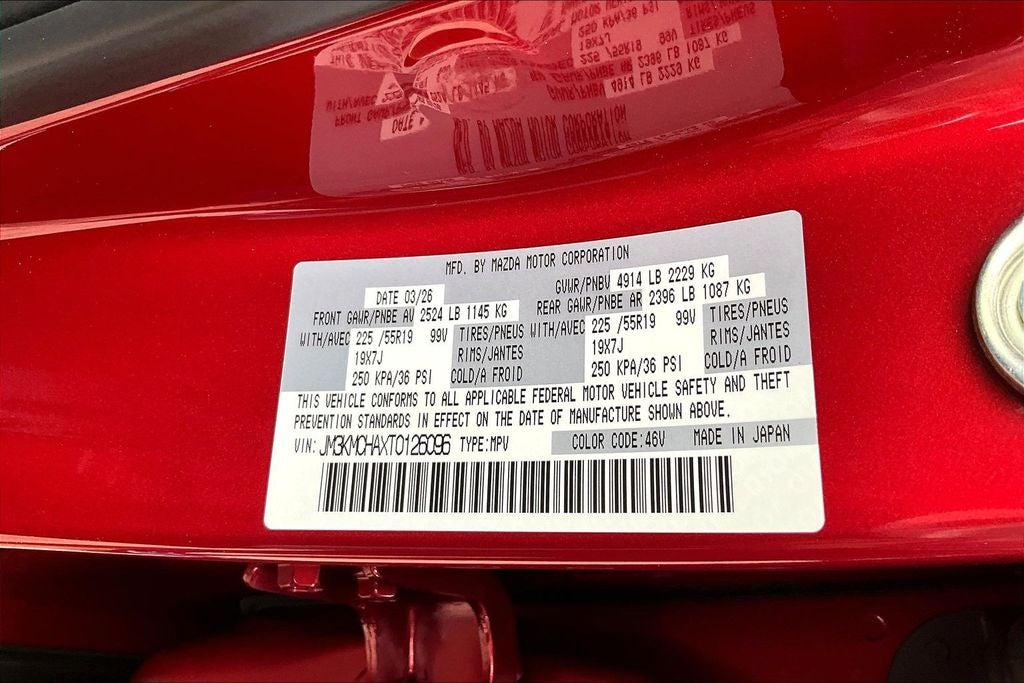 MFD. BY MAZDA MOTOR CORPORATION
DATE 03/26 GVWR/PNBV 4914 LB 2229 KG
FRONT GAWR/PNBE AV 2524 LB 1145 KG REAR GAWR/PNBE AR 2396 LB 1087 KG
WITH/AVEC 225 /55R19 99V TIRES/PNEUS WITH/AVEC 225 /55R19 99V TIRES/PNEUS
19X7J RIMS/JANTES 19X7J RIMS/JANTES
250 KPA/36 PSI COLD/A FROID 250 KPA/36 PSI COLD/A FROID
THIS VEHICLE CONFORMS TO ALL APPLICABLE FEDERAL MOTOR VEHICLE SAFETY AND THEFT
PREVENTION STANDARDS IN EFFECT ON THE DATE OF MANUFACTURE SHOWN ABOVE.
VIN: JM3KMCHAXT0126096 TYPE:MPV COLOR CODE:46V MADE IN JAPAN